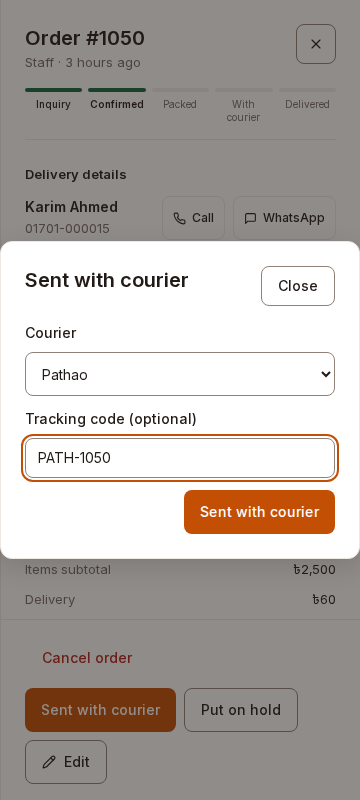 Order #1050
Staff · 3 hours ago
Inquiry
Confirmed
Packed
With
courier
Delivered
Delivery details
Karim Ahmed
01701-000015
Call
WhatsApp
Sent with courier
Close
Courier
Pathao
Tracking code (optional)
PATH-1050
Sent with courier
Items subtotal ৳2,500
Delivery ৳60
Cancel order
Sent with courier
Put on hold
Edit